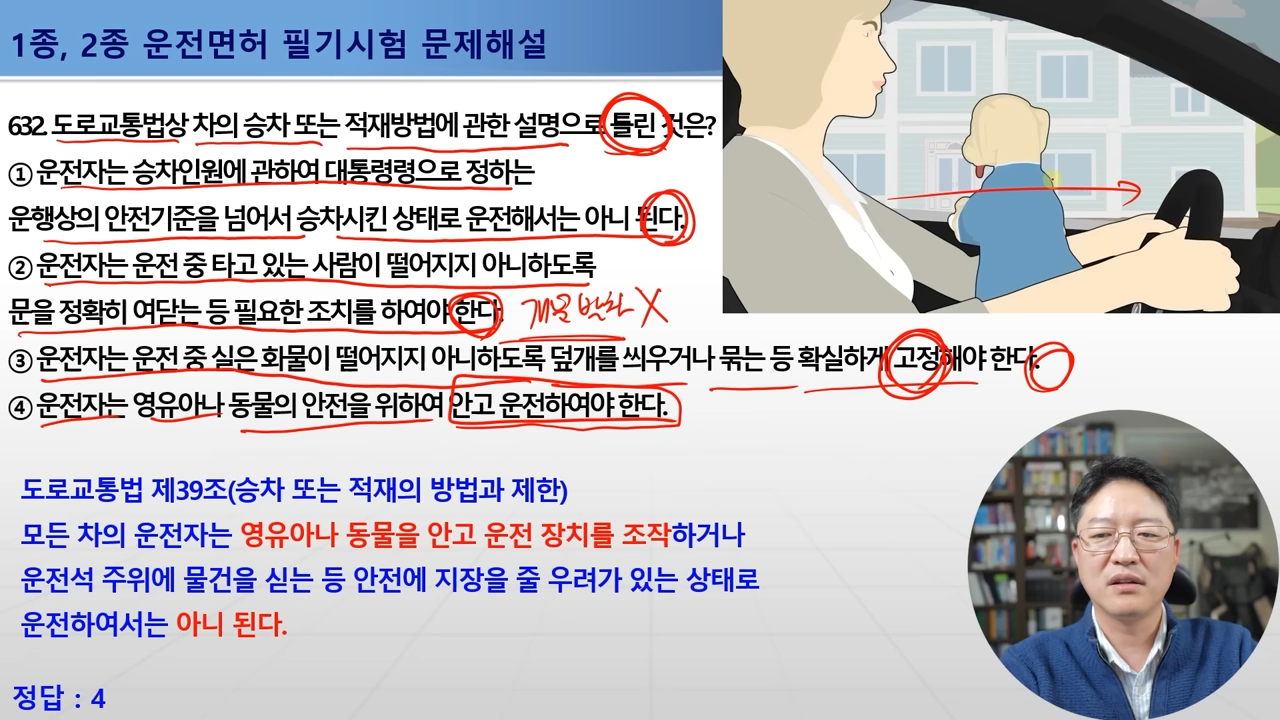 1종, 2종 운전면허 필기시험 문제해설
632. 도로교통법상 차의 승차 또는 적재방법에 관한 설명으로 틀린 것은?
① 운전자는 승차인원에 관하여 대통령령으로 정하는
운행상의 안전기준을 넘어서 승차시킨 상태로 운전해서는 아니 된다.
② 운전자는 운전 중 타고 있는 사람이 떨어지지 아니하도록
문을 정확히 여닫는 등 필요한 조치를 하여야 한다.
③ 운전자는 운전 중 실은 화물이 떨어지지 아니하도록 덮개를 씌우거나 묶는 등 확실하게 고정해야 한다.
④ 운전자는 영유아나 동물의 안전을 위하여 안고 운전하여야 한다.
도로교통법 제39조(승차 또는 적재의 방법과 제한)
모든 차의 운전자는 영유아나 동물을 안고 운전 장치를 조작하거나
운전석 주위에 물건을 싣는 등 안전에 지장을 줄 우려가 있는 상태로
운전하여서는 아니 된다.
정답 : 4